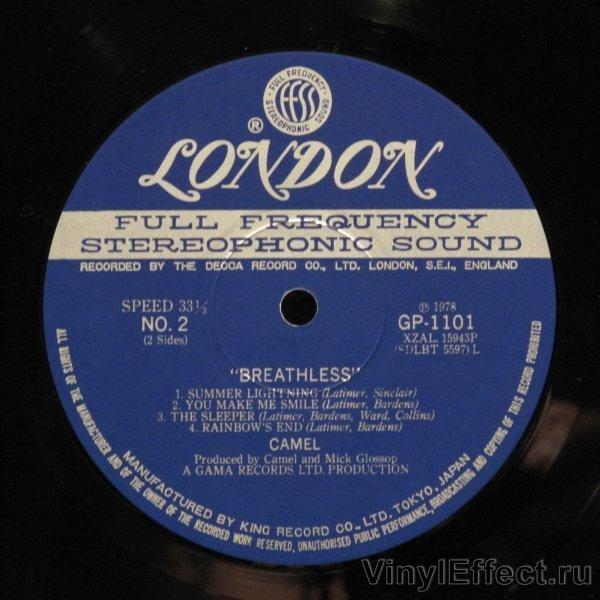 FULL FREQUENCY
FFSS
STEREOPHONIC SOUND
®
LONDON
FULL FREQUENCY
STEREOPHONIC SOUND
RECORDED BY THE DECCA RECORD CO., LTD. LONDON, S.E.I., ENGLAND
SPEED 33⅓
NO. 2
(2 Sides)
℗ 1978
GP-1101
XZAL. 15943P
(SDLBT 5597) L
"BREATHLESS"
1. SUMMER LIGHTNING (Latimer, Sinclair)
2. YOU MAKE ME SMILE (Latimer, Bardens)
3. THE SLEEPER (Latimer, Bardens, Ward, Collins)
4. RAINBOW'S END (Latimer, Bardens)
CAMEL
Produced by Camel and Mick Glossop
A GAMA RECORDS LTD. PRODUCTION
MANUFACTURED BY KING RECORD CO., LTD. TOKYO, JAPAN
ALL RIGHTS OF THE MANUFACTURER AND OF THE OWNER OF THE RECORDED WORK RESERVED, UNAUTHORISED PUBLIC PERFORMANCE, BROADCASTING AND COPYING OF THIS RECORD PROHIBITED
VinylEffect.ru